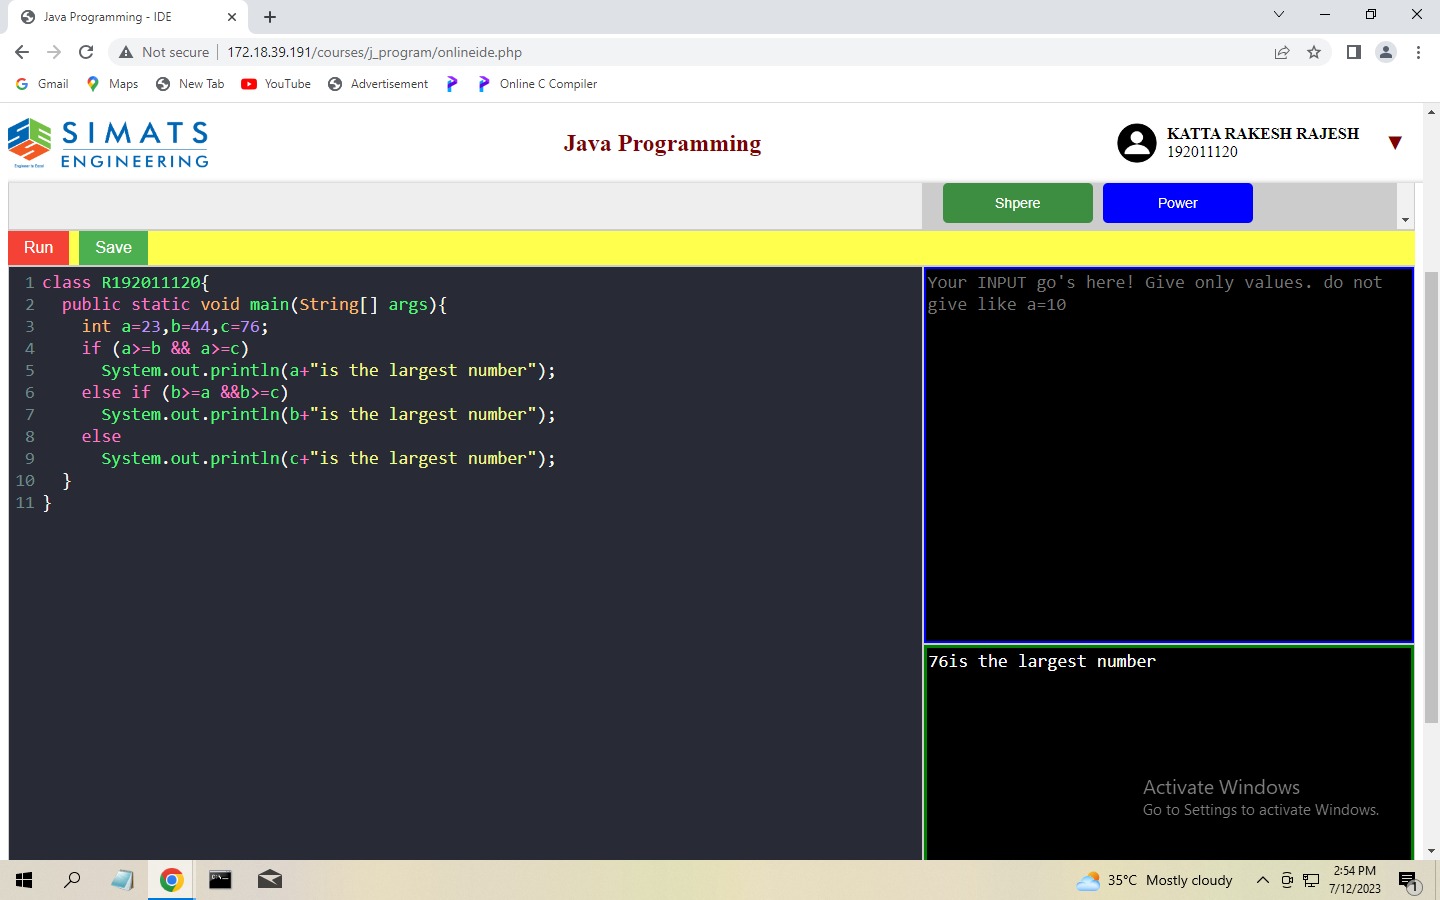 Java Programming - IDE
Not secure 172.18.39.191/courses/j_program/onlineide.php
Gmail Maps New Tab YouTube Advertisement Online C Compiler
SIMATS
ENGINEERING
Java Programming
KATTA RAKESH RAJESH
192011120
Shpere Power
Run Save
1 class R192011120{
2 public static void main(String[] args){
3 int a=23,b=44,c=76;
4 if (a>=b && a>=c)
5 System.out.println(a+"is the largest number");
6 else if (b>=a &&b>=c)
7 System.out.println(b+"is the largest number");
8 else
9 System.out.println(c+"is the largest number");
10 }
11 }
Your INPUT go's here! Give only values. do not
give like a=10
76is the largest number
Activate Windows
Go to Settings to activate Windows.
35°C Mostly cloudy
2:54 PM
7/12/2023
1